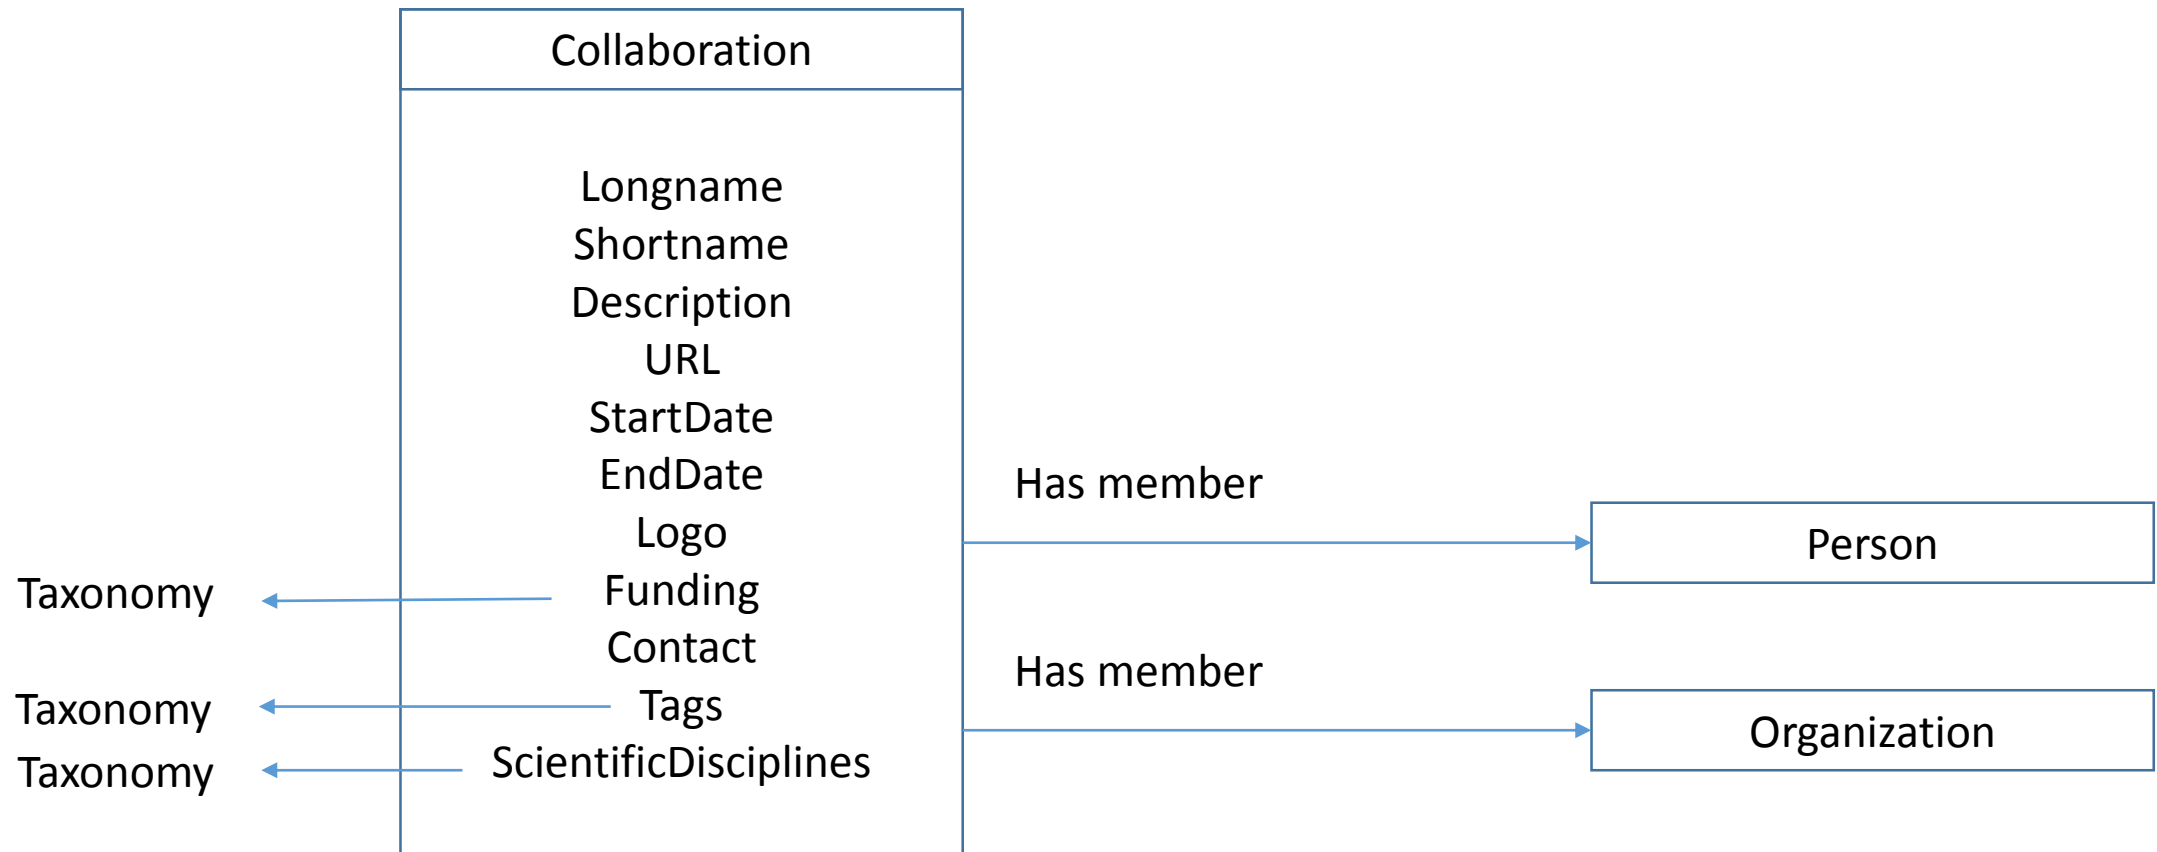 Collaboration
Longname
Shortname
Description
URL
StartDate
EndDate
Logo
Funding
Contact
Tags
ScientificDisciplines
Taxonomy
Taxonomy
Taxonomy
Has member
Person
Has member
Organization